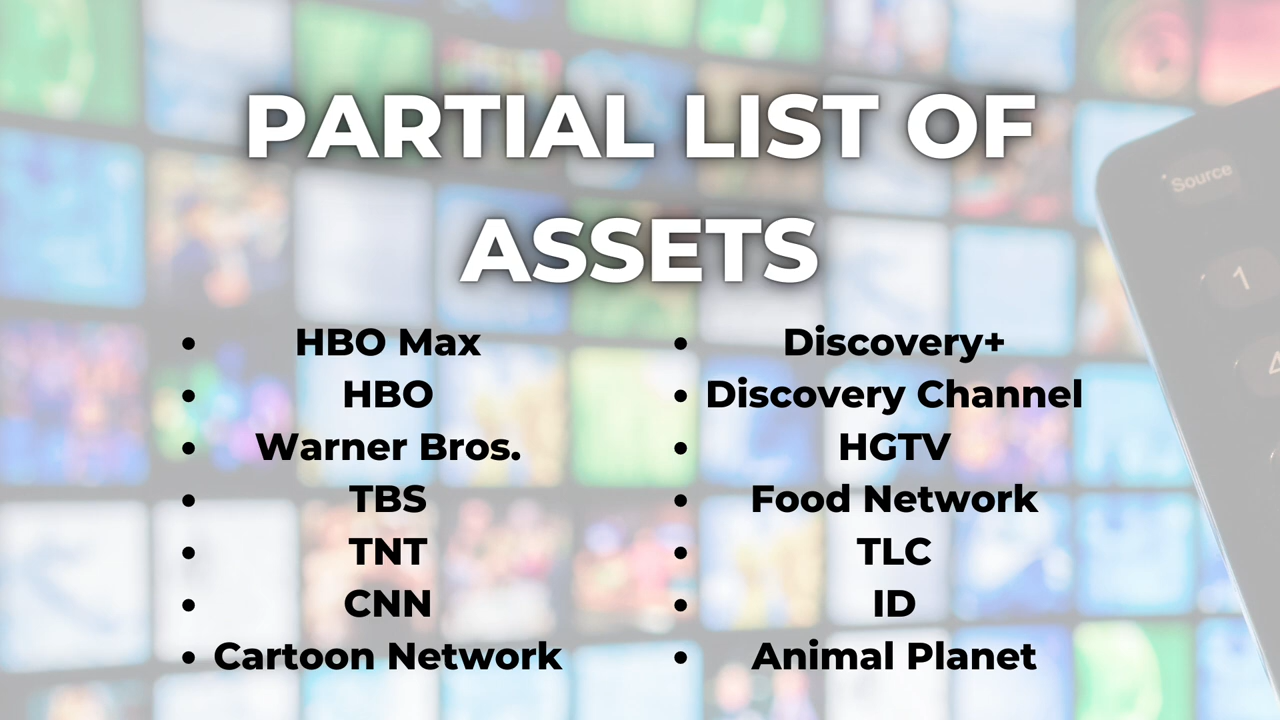 PARTIAL LIST OF
ASSETS
• HBO Max
• HBO
• Warner Bros.
• TBS
• TNT
• CNN
• Cartoon Network
• Discovery+
• Discovery Channel
• HGTV
• Food Network
• TLC
• ID
• Animal Planet
Source
1
4